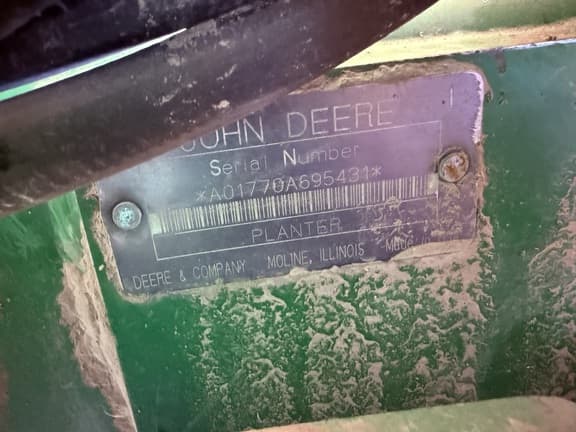 JOHN DEERE
Serial Number
*A01770A695431*
PLANTER
DEERE & COMPANY MOLINE, ILLINOIS